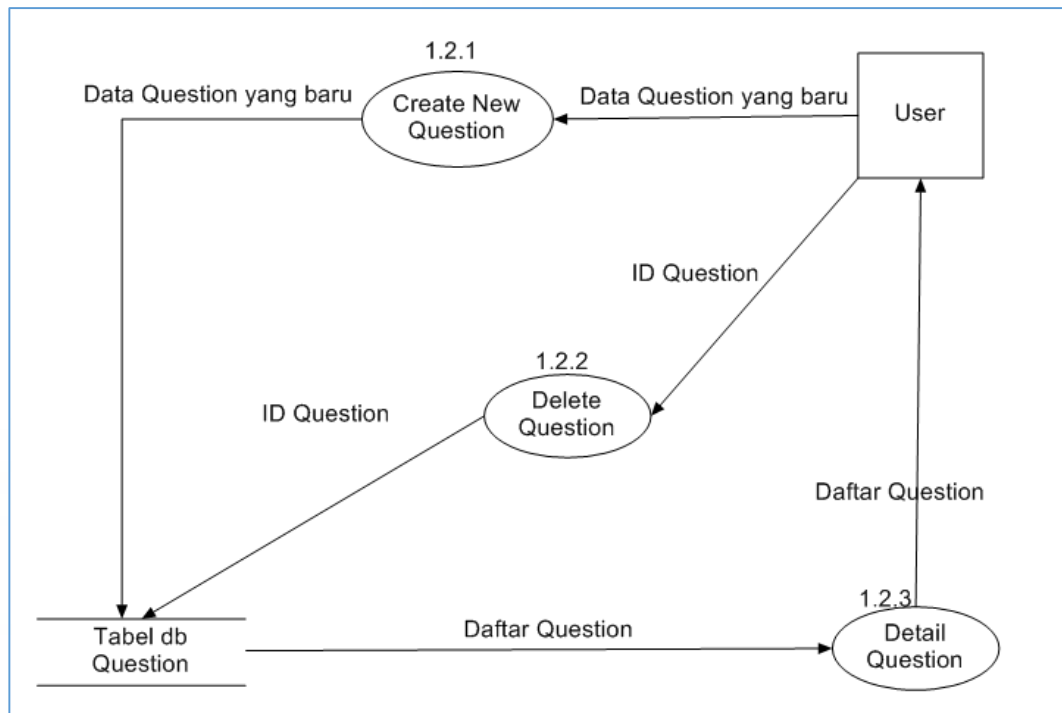 1.2.1
Data Question yang baru
Create New
Question
Data Question yang baru
User
ID Question
1.2.2
Delete
Question
ID Question
Daftar Question
1.2.3
Tabel db
Question
Daftar Question
Detail
Question